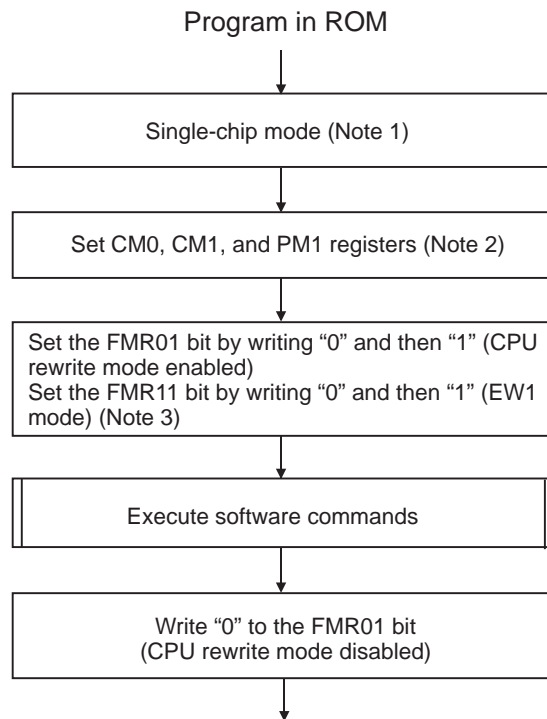 Program in ROM
Single-chip mode (Note 1)
Set CM0, CM1, and PM1 registers (Note 2)
Set the FMR01 bit by writing “0” and then “1” (CPU
rewrite mode enabled)
Set the FMR11 bit by writing “0” and then “1” (EW1
mode) (Note 3)
Execute software commands
Write “0” to the FMR01 bit
(CPU rewrite mode disabled)